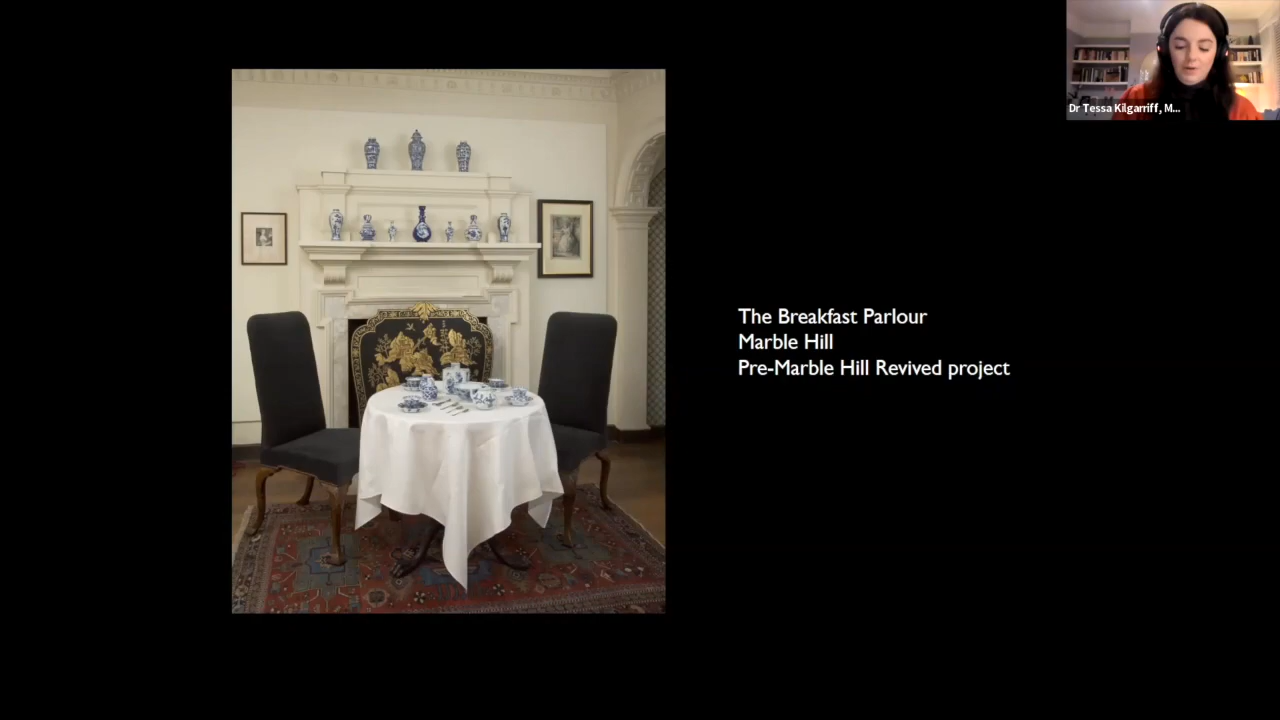 Dr Tessa Kilgarriff, M...
The Breakfast Parlour
Marble Hill
Pre-Marble Hill Revived project